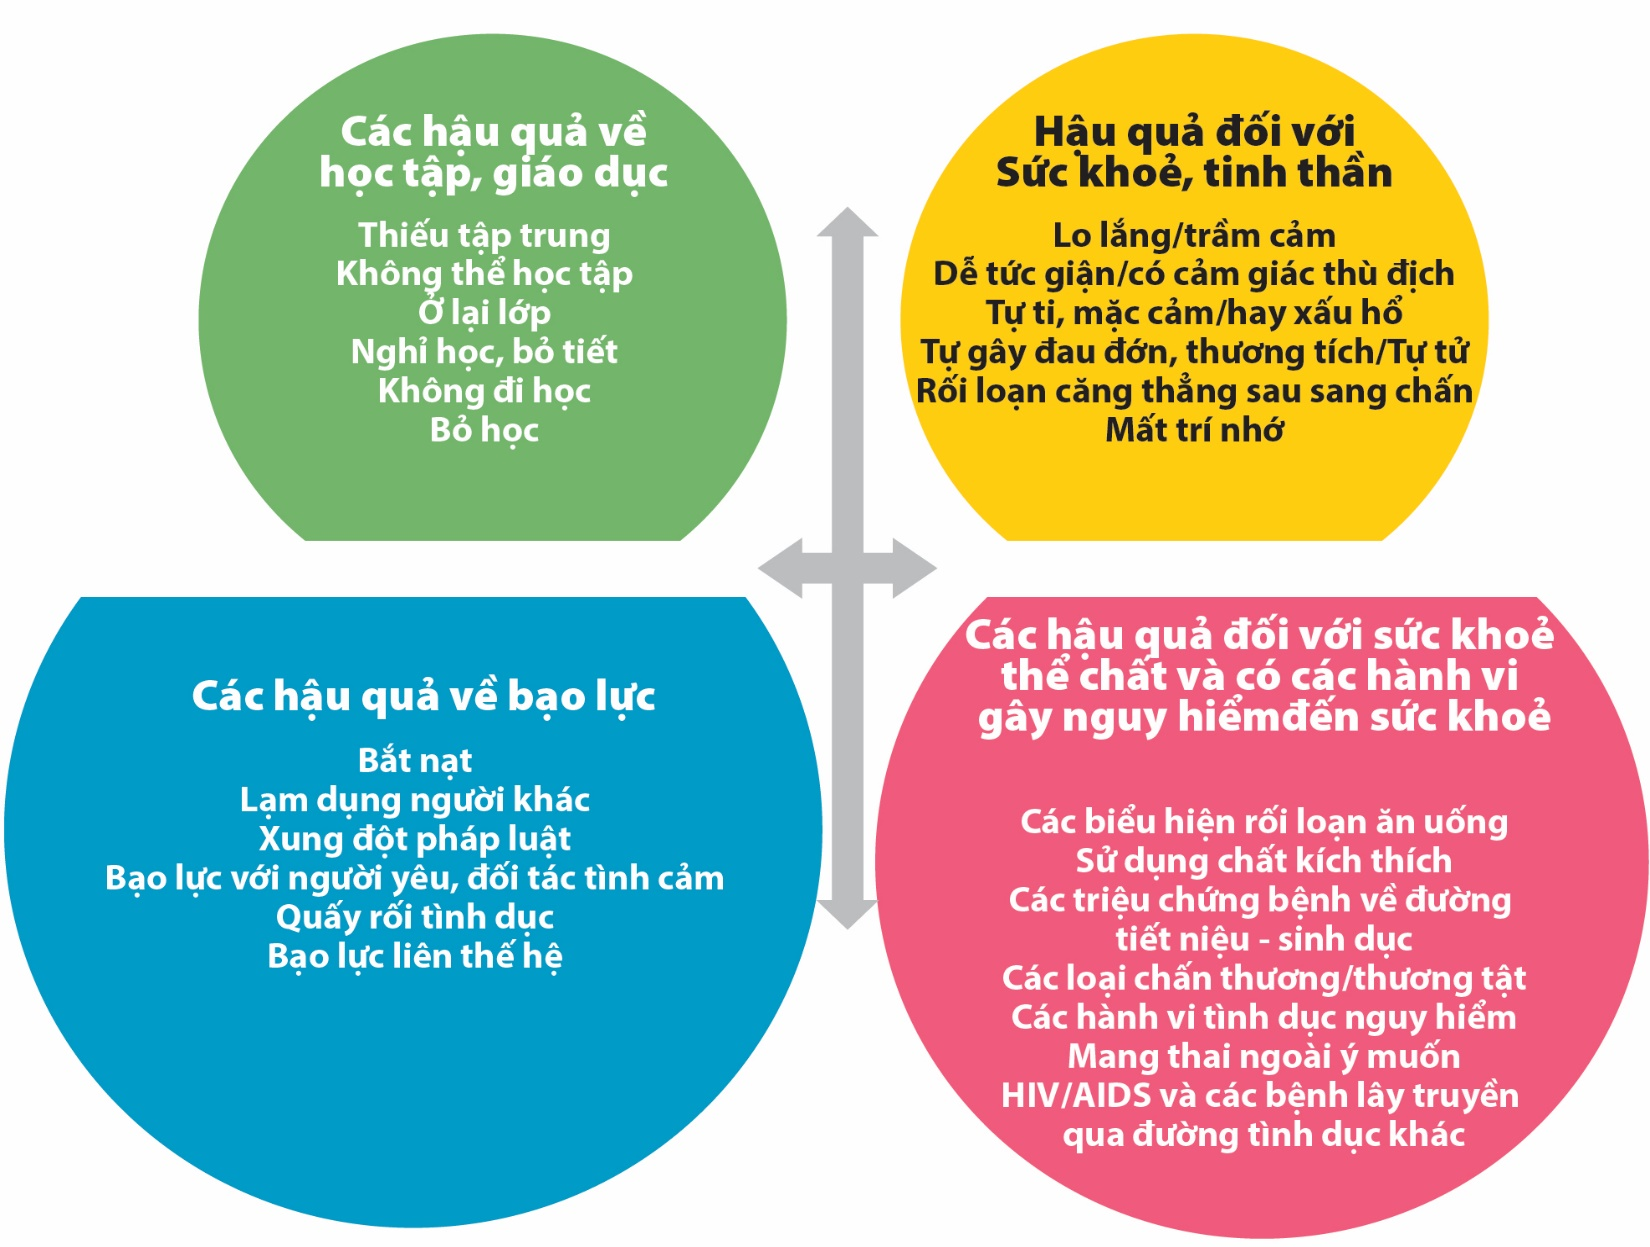 Các hậu quả về
học tập, giáo dục
Thiếu tập trung
Không thể học tập
Ở lại lớp
Nghỉ học, bỏ tiết
Không đi học
Bỏ học
Hậu quả đối với
Sức khoẻ, tinh thần
Lo lắng/trầm cảm
Dễ tức giận/có cảm giác thù địch
Tự ti, mặc cảm/hay xấu hổ
Tự gây đau đớn, thương tích/Tự tử
Rối loạn căng thẳng sau sang chấn
Mất trí nhớ
Các hậu quả về bạo lực
Bắt nạt
Lạm dụng người khác
Xung đột pháp luật
Bạo lực với người yêu, đối tác tình cảm
Quấy rối tình dục
Bạo lực liên thế hệ
Các hậu quả đối với sức khoẻ
thể chất và có các hành vi
gây nguy hiểmđến sức khoẻ
Các biểu hiện rối loạn ăn uống
Sử dụng chất kích thích
Các triệu chứng bệnh về đường
tiết niệu - sinh dục
Các loại chấn thương/thương tật
Các hành vi tình dục nguy hiểm
Mang thai ngoài ý muốn
HIV/AIDS và các bệnh lây truyền
qua đường tình dục khác